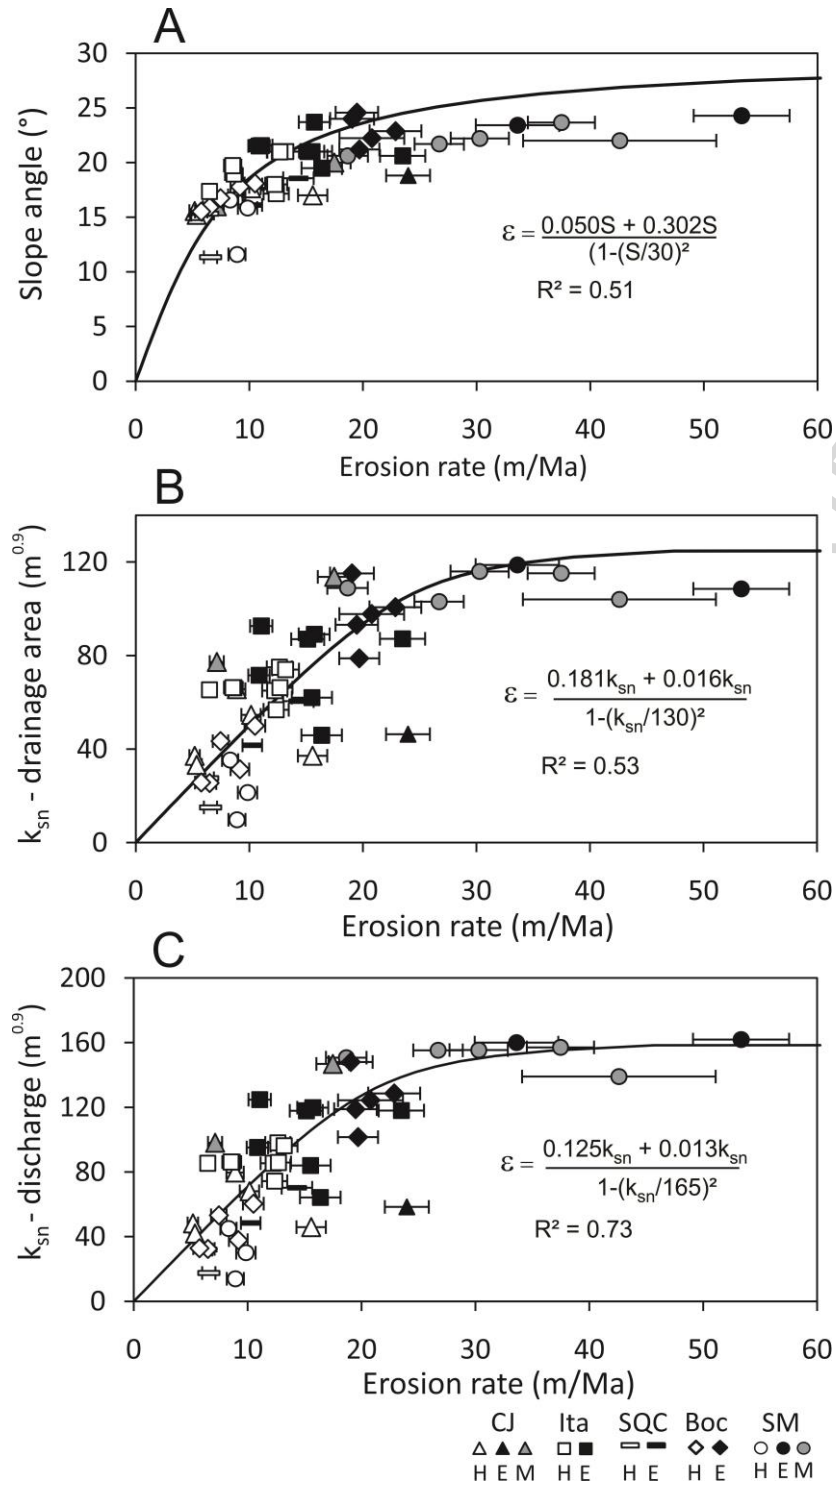 A
30
25
20
15
10
5
0
Slope angle (°)
ε = 0.050S + 0.302S
(1-(S/30)²
R² = 0.51
0 10 20 30 40 50 60
Erosion rate (m/Ma)
B
120
80
40
0
k_sn - drainage area (m^0.9)
ε = 0.181k_sn + 0.016k_sn
1-(k_sn/130)²
R² = 0.53
0 10 20 30 40 50 60
Erosion rate (m/Ma)
C
200
160
120
80
40
0
k_sn - discharge (m^0.9)
ε = 0.125k_sn + 0.013k_sn
1-(k_sn/165)²
R² = 0.73
0 10 20 30 40 50 60
Erosion rate (m/Ma)
CJ Ita SQC Boc SM
H E M H E H E H E H E M